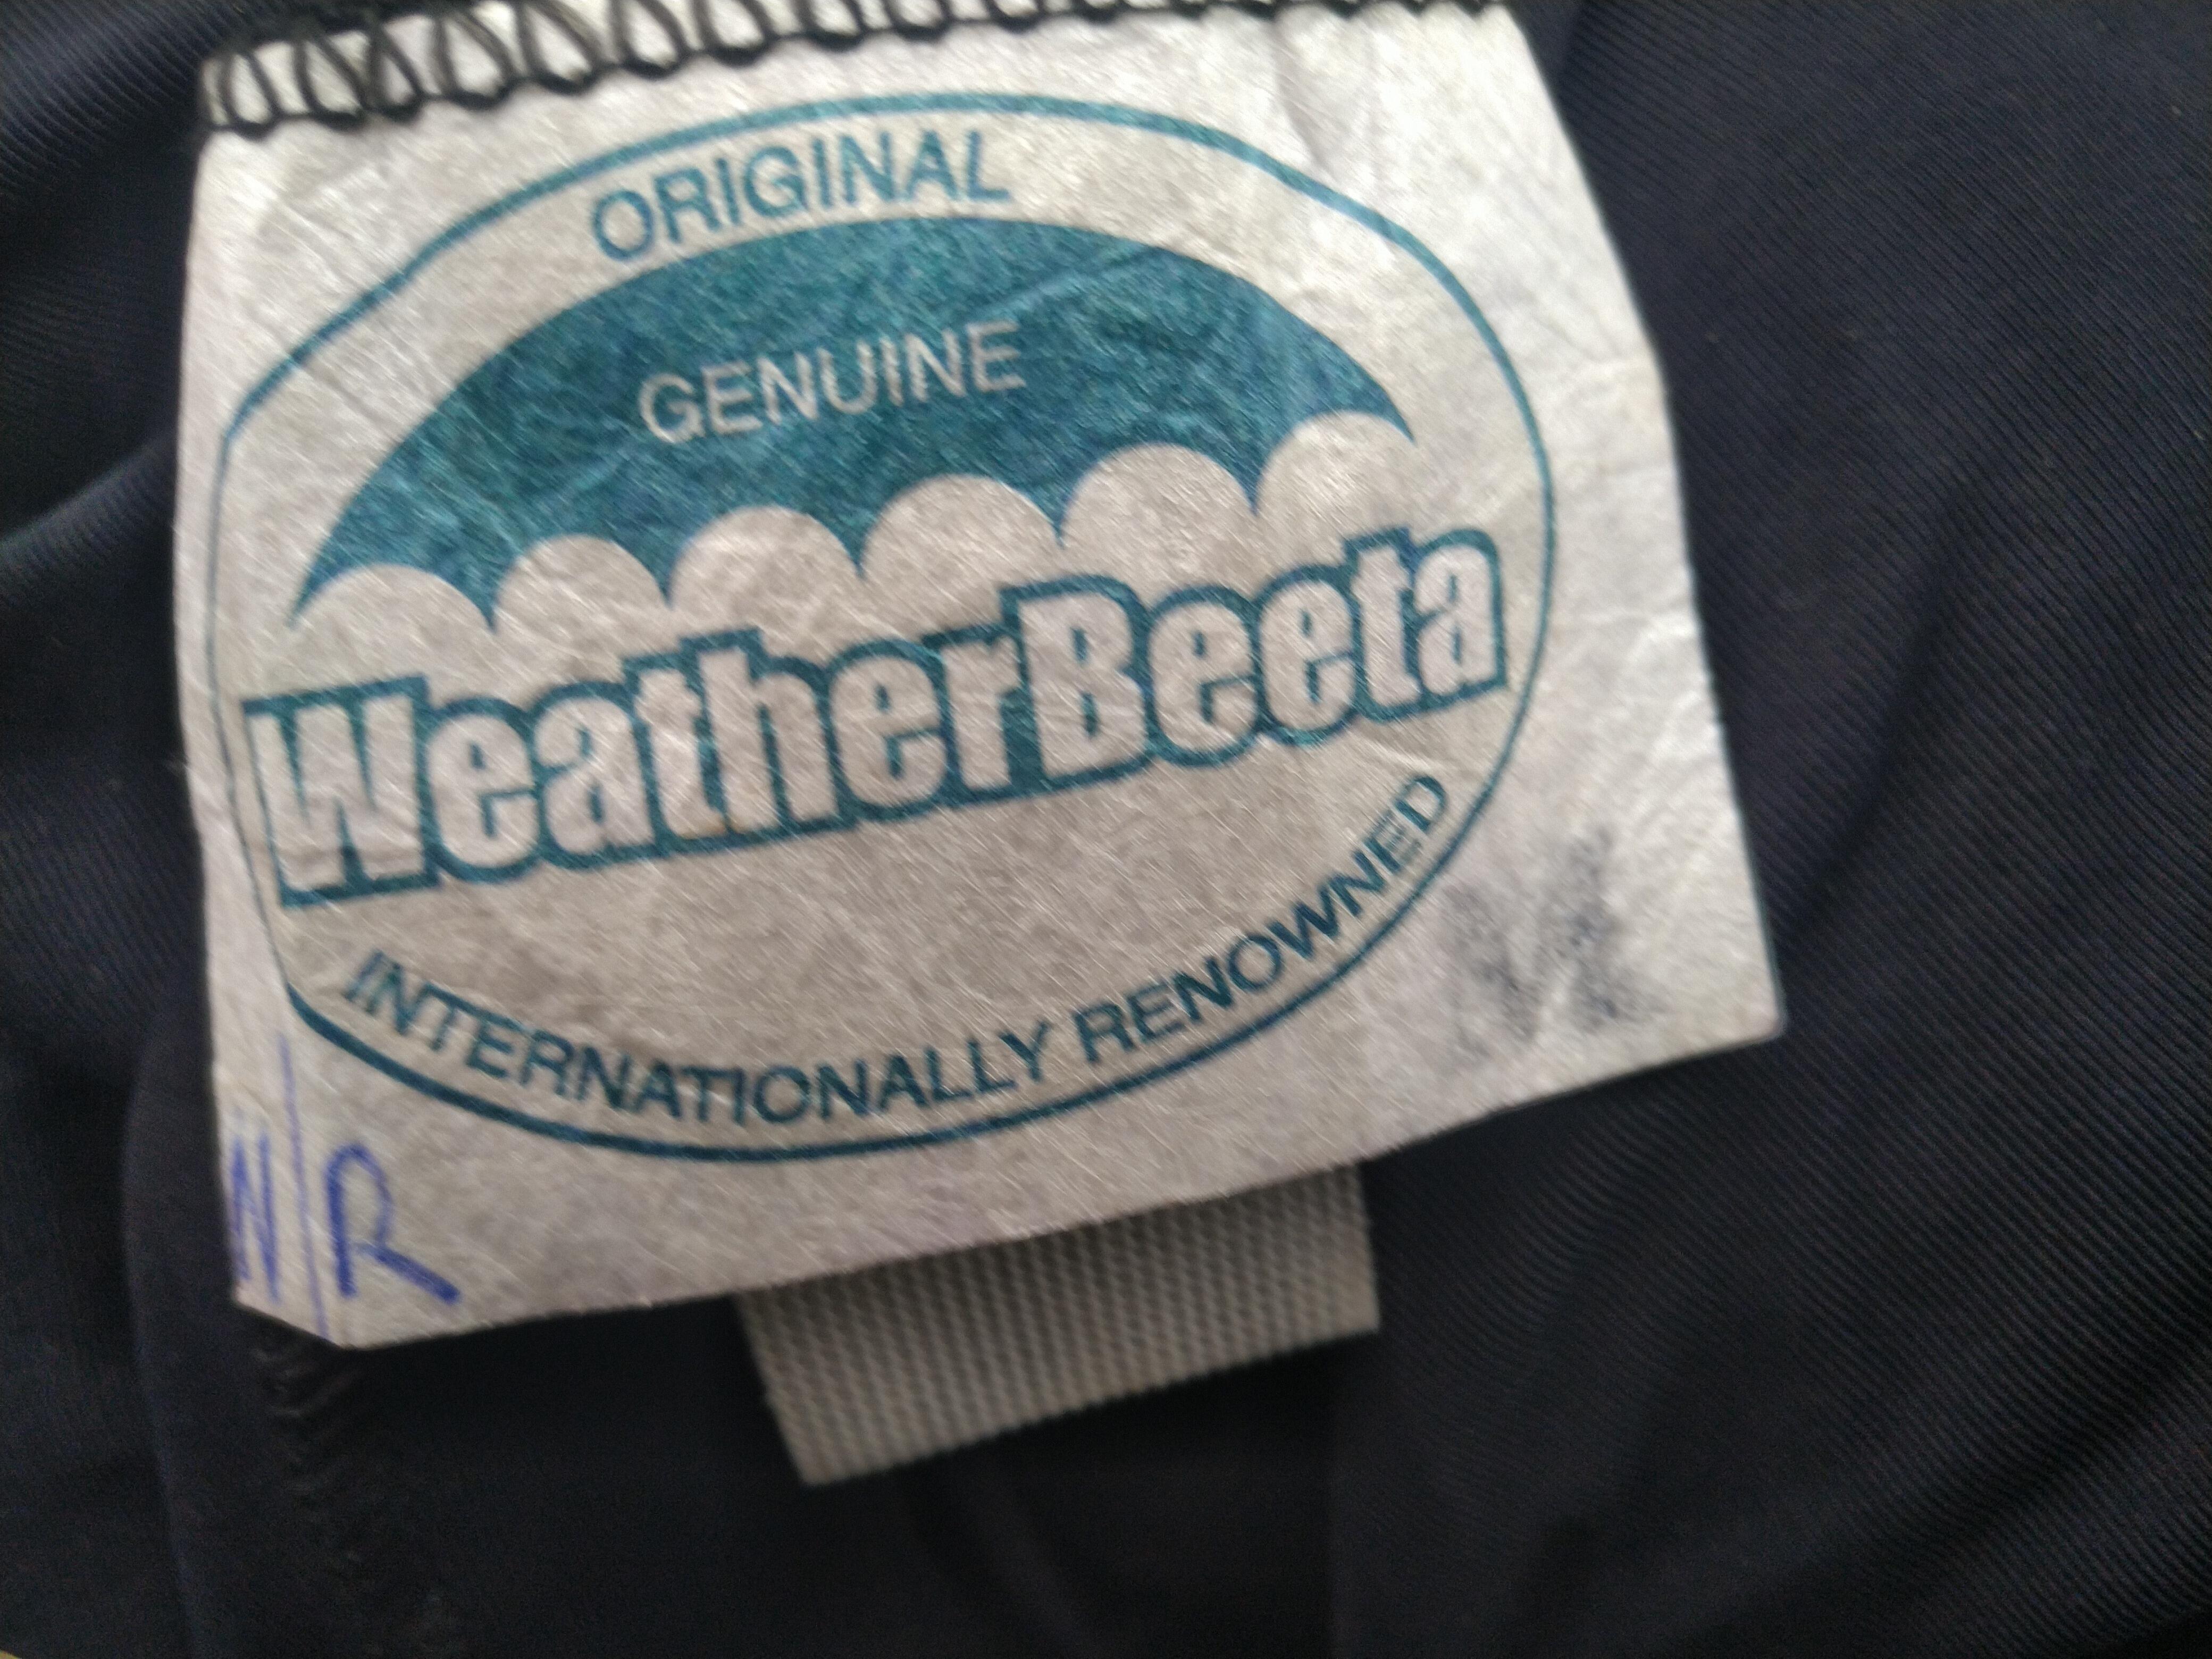 ORIGINAL
GENUINE
WeatherBeeta
INTERNATIONALLY RENOWNED
N/R